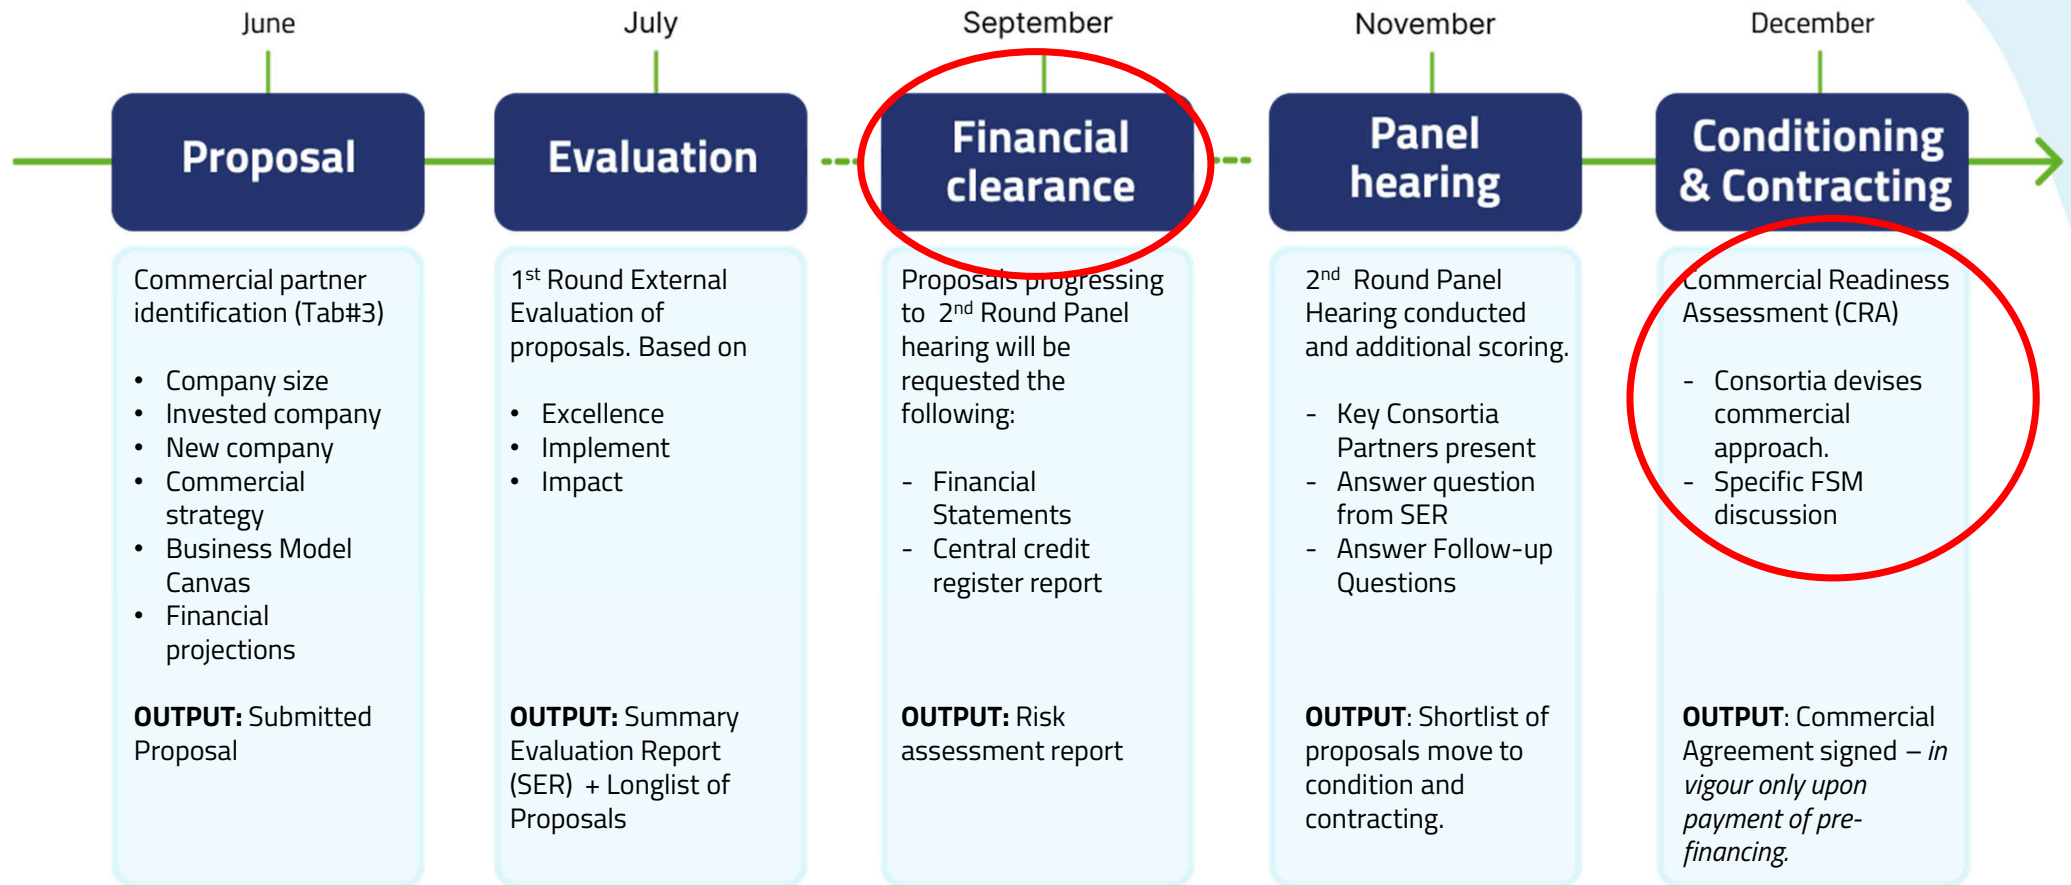 June
July
September
November
December
Proposal
Evaluation
Financial
clearance
Panel
hearing
Conditioning
& Contracting
Commercial partner
identification (Tab#3)
• Company size
• Invested company
• New company
• Commercial
strategy
• Business Model
Canvas
• Financial
projections
OUTPUT: Submitted
Proposal
1st Round External
Evaluation of
proposals. Based on
• Excellence
• Implement
• Impact
OUTPUT: Summary
Evaluation Report
(SER) + Longlist of
Proposals
Proposals progressing
to 2nd Round Panel
hearing will be
requested the
following:
- Financial
Statements
- Central credit
register report
OUTPUT: Risk
assessment report
2nd Round Panel
Hearing conducted
and additional scoring.
- Key Consortia
Partners present
- Answer question
from SER
- Answer Follow-up
Questions
OUTPUT: Shortlist of
proposals move to
condition and
contracting.
Commercial Readiness
Assessment (CRA)
- Consortia devises
commercial
approach.
- Specific FSM
discussion
OUTPUT: Commercial
Agreement signed – in
vigour only upon
payment of pre-
financing.